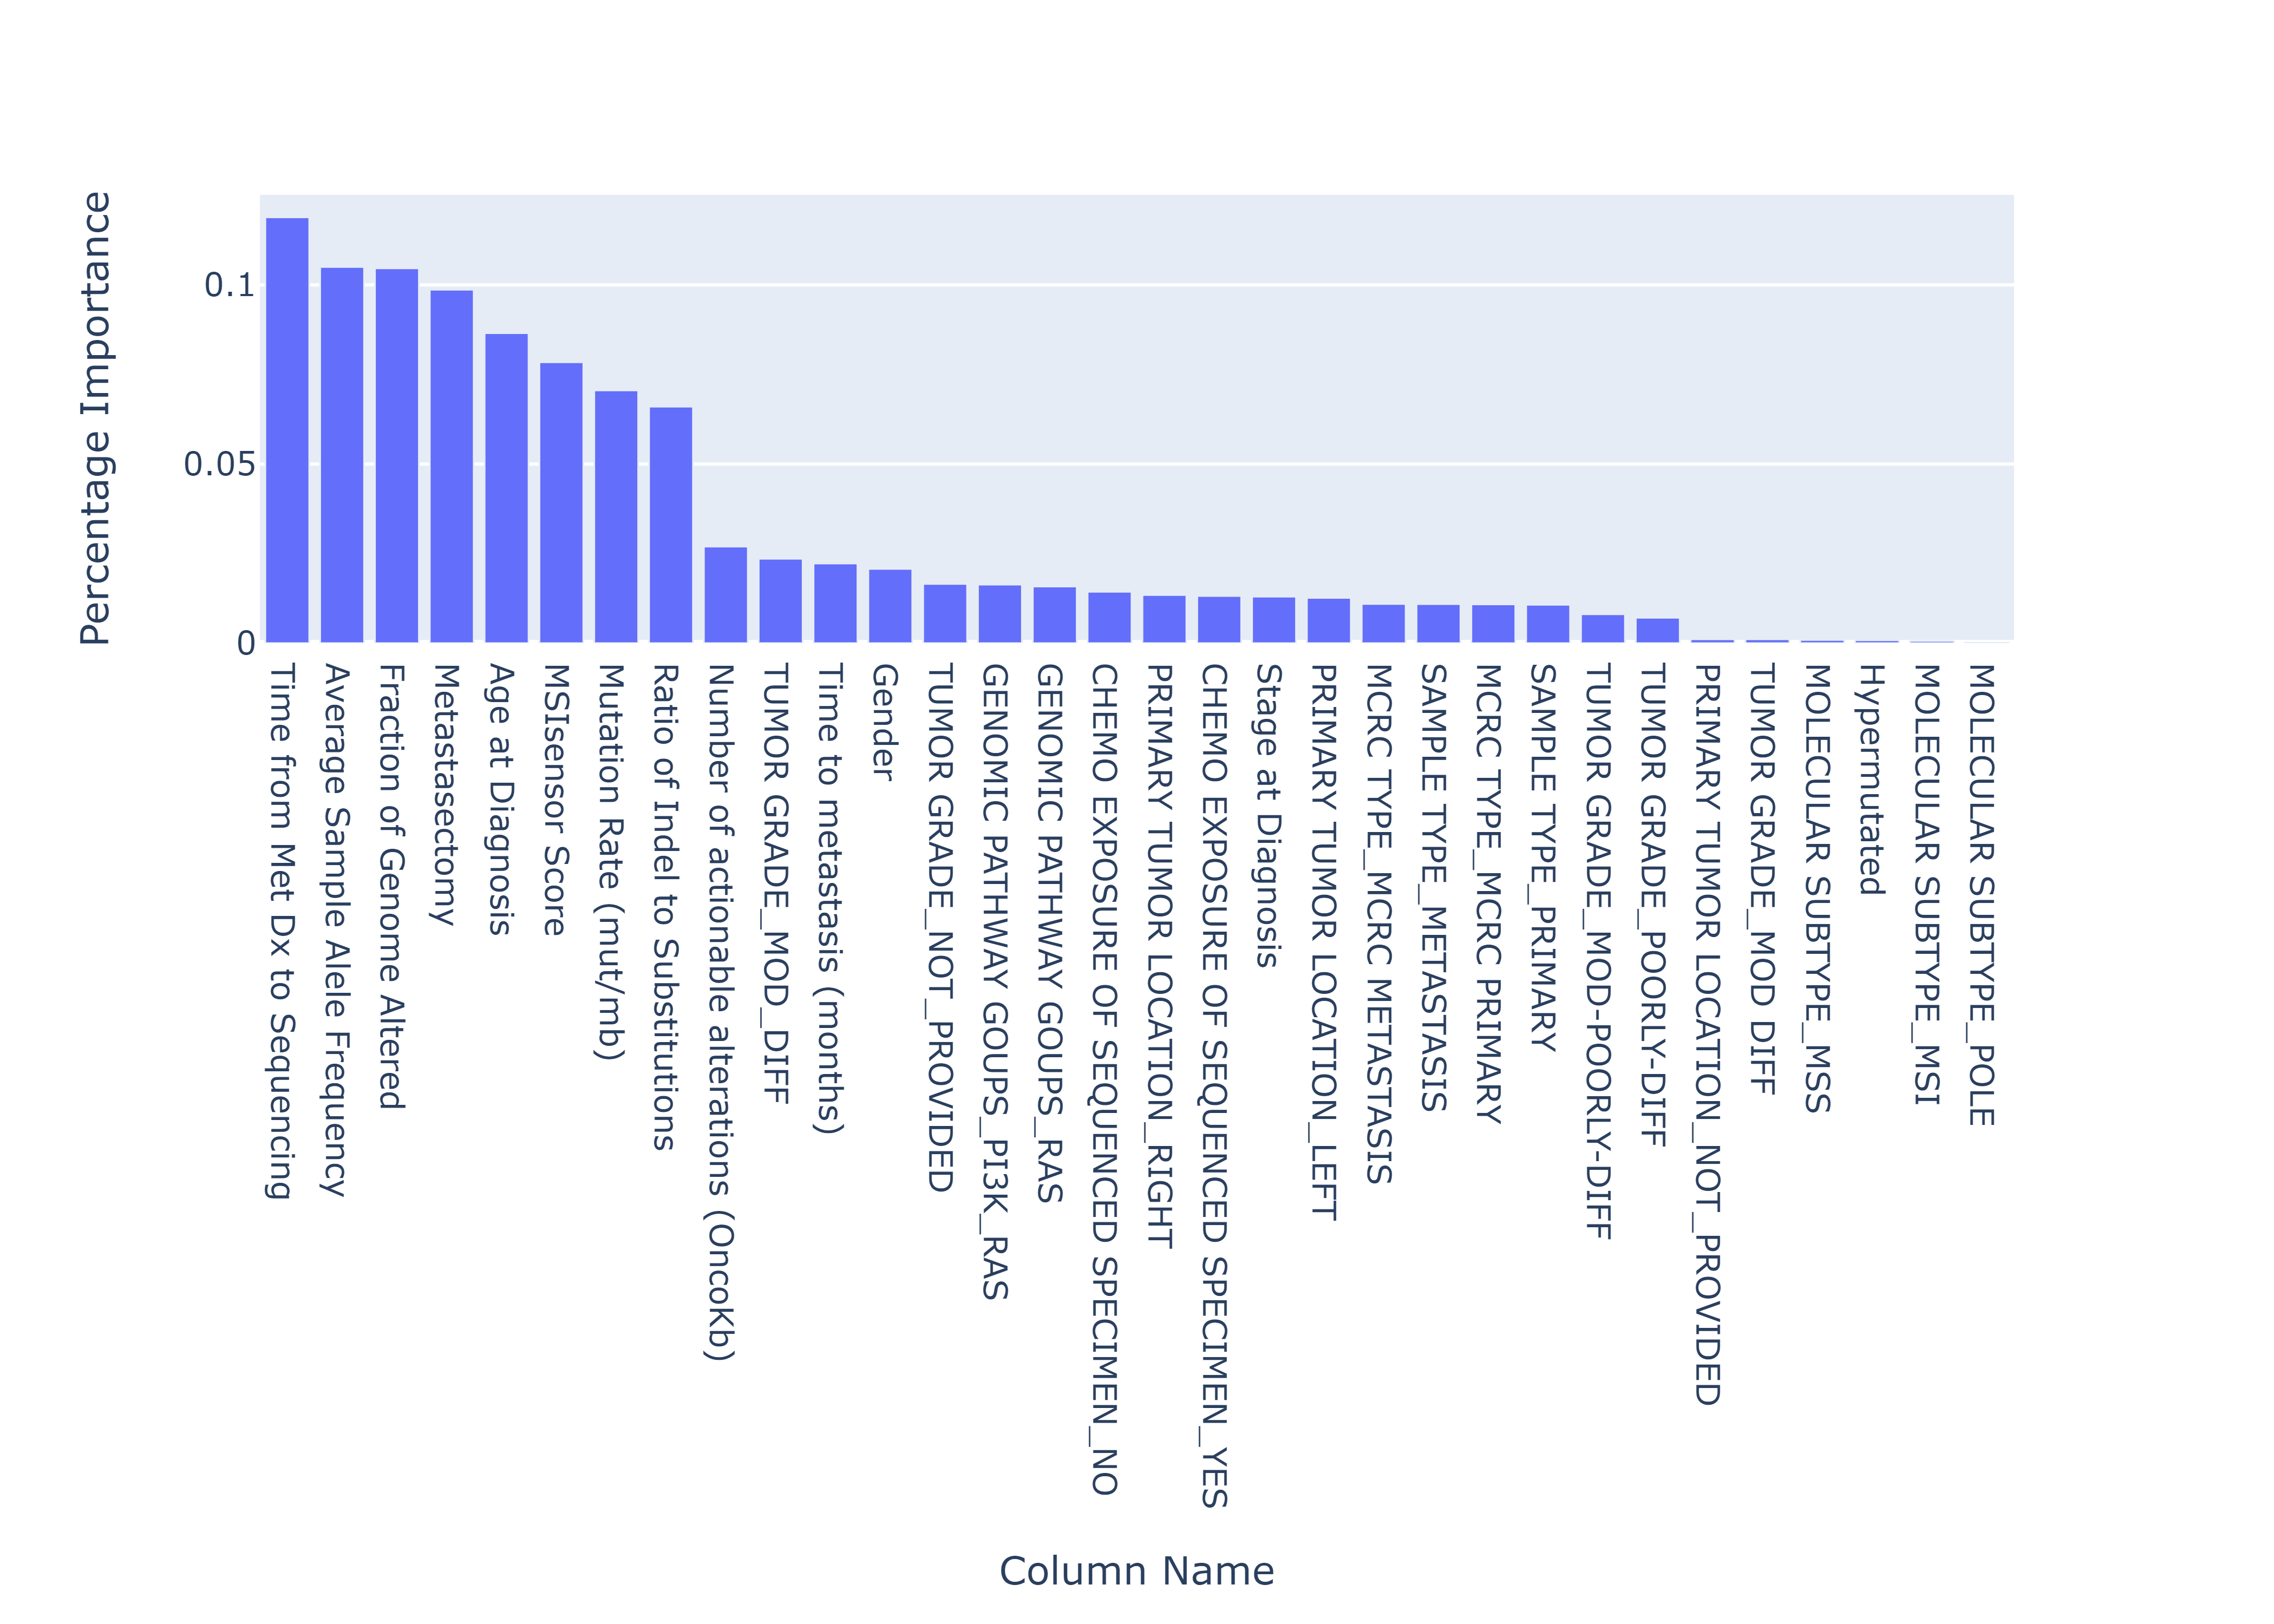 Percentage Importance
0.1
0.05
0
Time from Met Dx to Sequencing
Average Sample Alele Frequency
Fraction of Genome Altered
Metastasectomy
Age at Diagnosis
MSIsensor Score
Mutation Rate (mut/mb)
Ratio of Indel to Substitutions
Number of actionable alterations (OncoKb)
TUMOR GRADE_MOD_DIFF
Time to metastasis (months)
Gender
TUMOR GRADE_NOT_PROVIDED
GENOMIC PATHWAY GOUPS_PI3K_RAS
GENOMIC PATHWAY GOUPS_RAS
CHEMO EXPOSURE OF SEQUENCED SPECIMEN_NO
PRIMARY TUMOR LOCATION_RIGHT
CHEMO EXPOSURE OF SEQUENCED SPECIMEN_YES
Stage at Diagnosis
PRIMARY TUMOR LOCATION_LEFT
MCRC TYPE_MCRC METASTASIS
SAMPLE TYPE_METASTASIS
MCRC TYPE_MCRC PRIMARY
SAMPLE TYPE_PRIMARY
TUMOR GRADE_MOD-POORLY-DIFF
TUMOR GRADE_POORLY-DIFF
PRIMARY TUMOR LOCATION_NOT_PROVIDED
TUMOR GRADE_MOD DIFF
MOLECULAR SUBTYPE_MSS
Hypermutated
MOLECULAR SUBTYPE_MSI
MOLECULAR SUBTYPE_POLE
Column Name